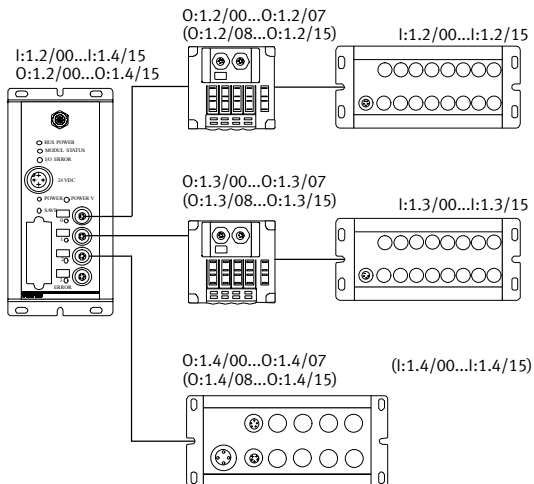 O:1.2/00...O:1.2/07
(O:1.2/08...O:1.2/15)
I:1.2/00...I:1.2/15
I:1.2/00...I:1.4/15
O:1.2/00...O:1.4/15
BUS POWER
MODUL STATUS
I/O ERROR
24 VDC
POWER POWER V
SAVE
ERROR
O:1.3/00...O:1.3/07
(O:1.3/08...O:1.3/15)
I:1.3/00...I:1.3/15
O:1.4/00...O:1.4/07
(O:1.4/08...O:1.4/15)
(I:1.4/00...I:1.4/15)